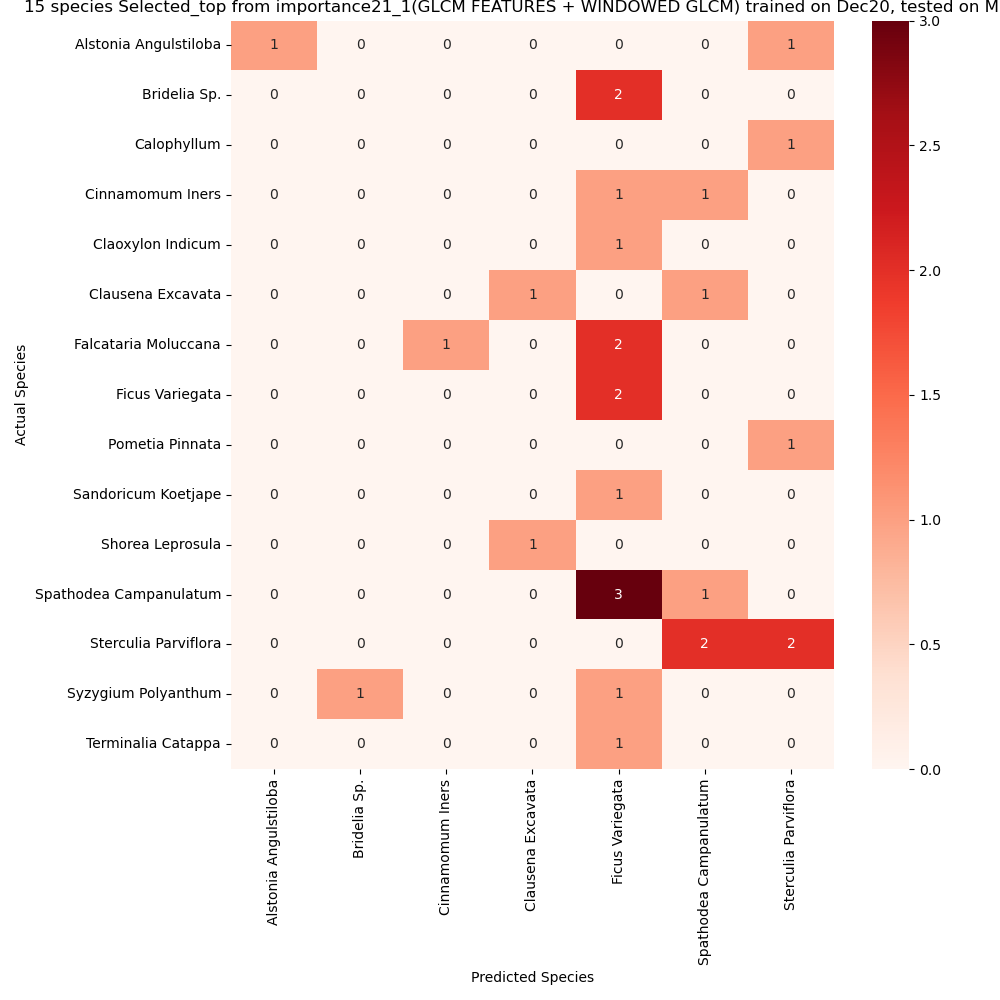 15 species Selected_top from importance21_1(GLCM FEATURES + WINDOWED GLCM) trained on Dec20, tested on M
Alstonia Angulstiloba 1 0 0 0 0 0 1
Bridelia Sp. 0 0 0 0 2 0 0
Calophyllum 0 0 0 0 0 0 1
Cinnamomum Iners 0 0 0 0 1 1 0
Claoxylon Indicum 0 0 0 0 1 0 0
Clausena Excavata 0 0 0 1 0 1 0
Falcataria Moluccana 0 0 1 0 2 0 0
Ficus Variegata 0 0 0 0 2 0 0
Pometia Pinnata 0 0 0 0 0 0 1
Sandoricum Koetjape 0 0 0 0 1 0 0
Shorea Leprosula 0 0 0 1 0 0 0
Spathodea Campanulatum 0 0 0 0 3 1 0
Sterculia Parviflora 0 0 0 0 0 2 2
Syzygium Polyanthum 0 1 0 0 1 0 0
Terminalia Catappa 0 0 0 0 1 0 0
Actual Species
Alstonia Angulstiloba
Bridelia Sp.
Cinnamomum Iners
Clausena Excavata
Ficus Variegata
Spathodea Campanulatum
Sterculia Parviflora
Predicted Species
3.0
2.5
2.0
1.5
1.0
0.5
0.0